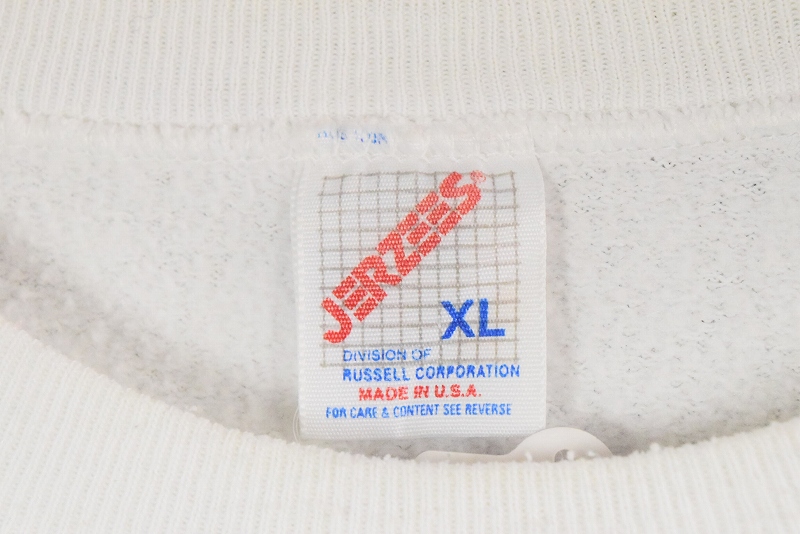 JERZEES®
XL
DIVISION OF
RUSSELL CORPORATION
MADE IN U.S.A.
FOR CARE & CONTENT SEE REVERSE